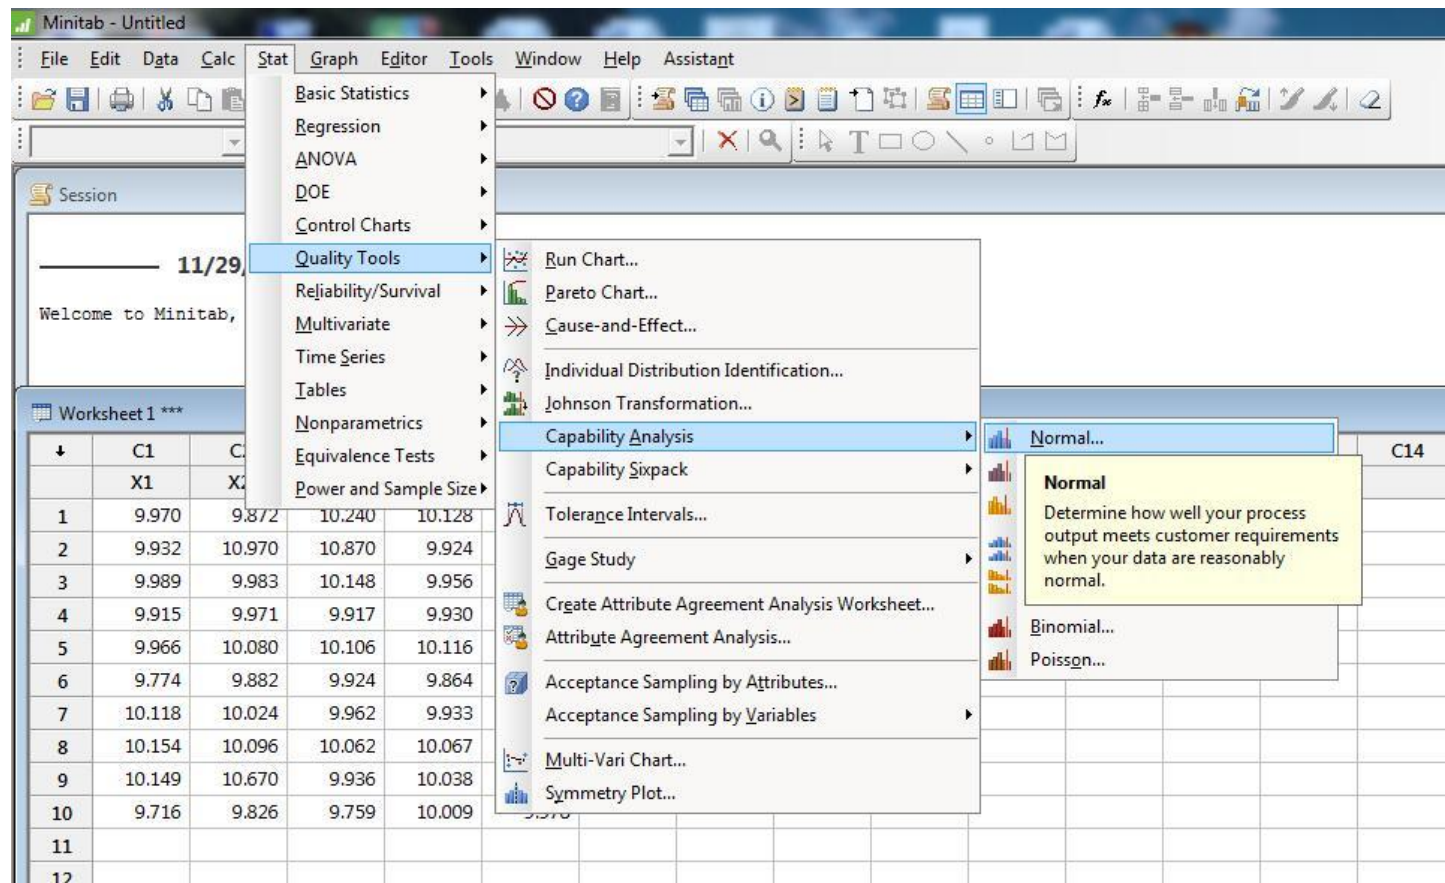 Minitab - Untitled
File Edit Data Calc Stat Graph Editor Tools Window Help Assistant
Basic Statistics
Regression
ANOVA
DOE
Control Charts
Quality Tools
Reliability/Survival
Multivariate
Time Series
Tables
Nonparametrics
Equivalence Tests
Power and Sample Size
Session
11/29/
Welcome to Minitab,
Run Chart...
Pareto Chart...
Cause-and-Effect...
Individual Distribution Identification...
Johnson Transformation...
Capability Analysis
Capability Sixpack
Tolerance Intervals...
Gage Study
Create Attribute Agreement Analysis Worksheet...
Attribute Agreement Analysis...
Acceptance Sampling by Attributes...
Acceptance Sampling by Variables
Multi-Vari Chart...
Symmetry Plot...
Normal...
Normal
Determine how well your process
output meets customer requirements
when your data are reasonably
normal.
Binomial...
Poisson...
Worksheet 1 ***
C1 C14
X1
1 9.970 9.872 10.240 10.128
2 9.932 10.970 10.870 9.924
3 9.989 9.983 10.148 9.956
4 9.915 9.971 9.917 9.930
5 9.966 10.080 10.106 10.116
6 9.774 9.882 9.924 9.864
7 10.118 10.024 9.962 9.933
8 10.154 10.096 10.062 10.067
9 10.149 10.670 9.936 10.038
10 9.716 9.826 9.759 10.009
11
12